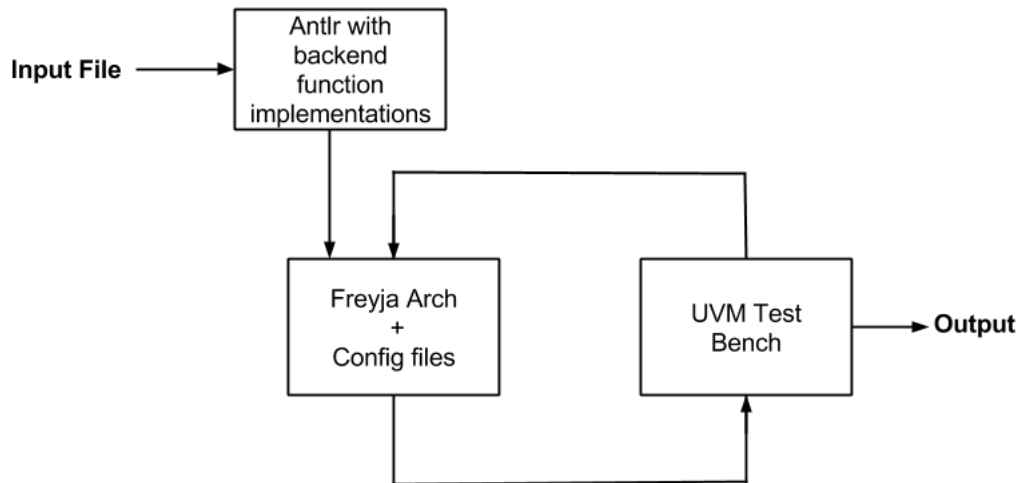 Input File
Antlr with
backend
function
implementations
Freyja Arch
+
Config files
UVM Test
Bench
Output